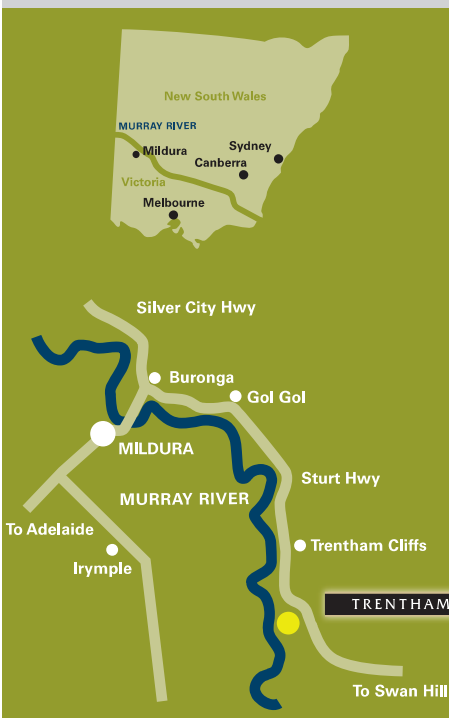 New South Wales
MURRAY RIVER
Mildura
Sydney
Canberra
Victoria
Melbourne
Silver City Hwy
Buronga
Gol Gol
MILDURA
Sturt Hwy
MURRAY RIVER
To Adelaide
Trentham Cliffs
Irymple
TRENTHAM
To Swan Hill